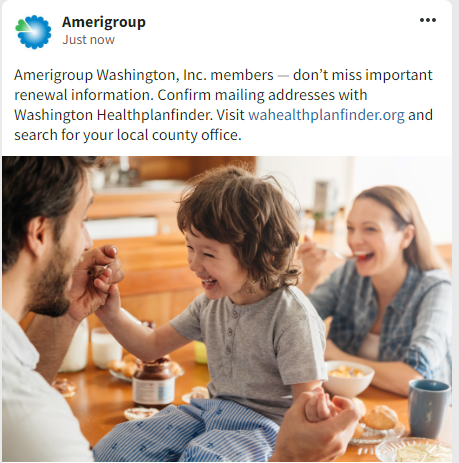 Amerigroup
Just now
Amerigroup Washington, Inc. members — don’t miss important
renewal information. Confirm mailing addresses with
Washington Healthplanfinder. Visit wahealthplanfinder.org and
search for your local county office.